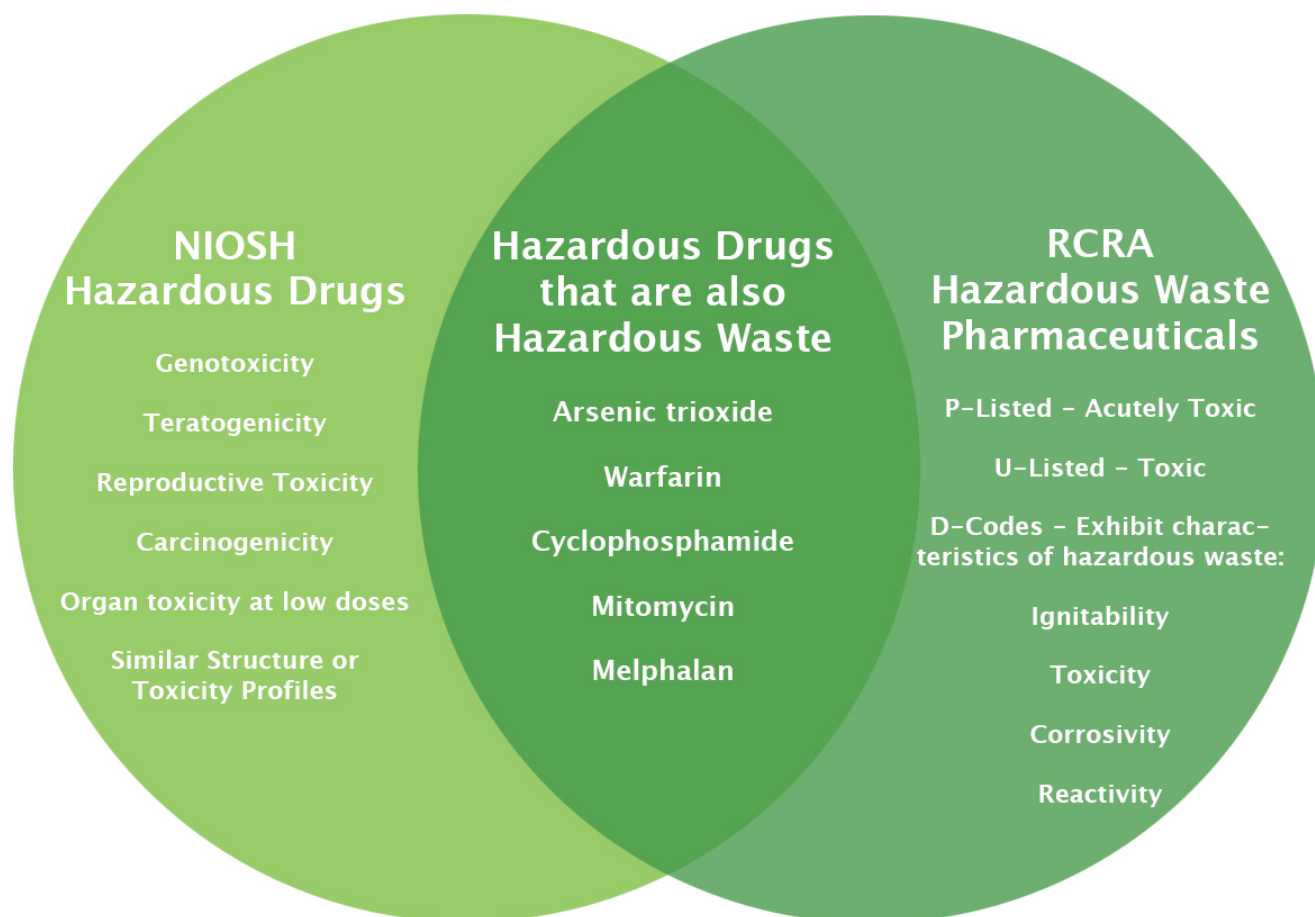 NIOSH
Hazardous Drugs
Genotoxicity
Teratogenicity
Reproductive Toxicity
Carcinogenicity
Organ toxicity at low doses
Similar Structure or
Toxicity Profiles
Hazardous Drugs
that are also
Hazardous Waste
Arsenic trioxide
Warfarin
Cyclophosphamide
Mitomycin
Melphalan
RCRA
Hazardous Waste
Pharmaceuticals
P-Listed – Acutely Toxic
U-Listed – Toxic
D-Codes – Exhibit charac-
teristics of hazardous waste:
Ignitability
Toxicity
Corrosivity
Reactivity